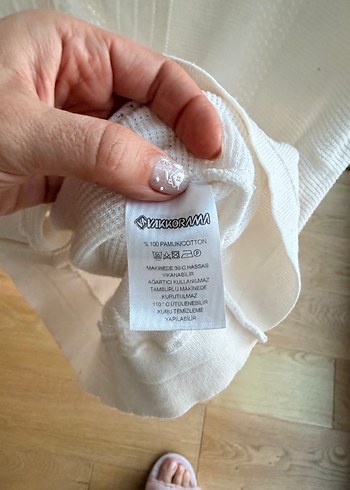 VAKKORAMA
% 100 PAMUK/COTTON
MAKİNEDE 30 C HASSAS
YIKANABİLİR
AĞARTICI KULLANILMAZ
TAMBURLU MAKİNEDE
KURUTULMAZ
110 ° C ÜTÜLENEBİLİR
KURU TEMİZLEME
YAPILABİLİR